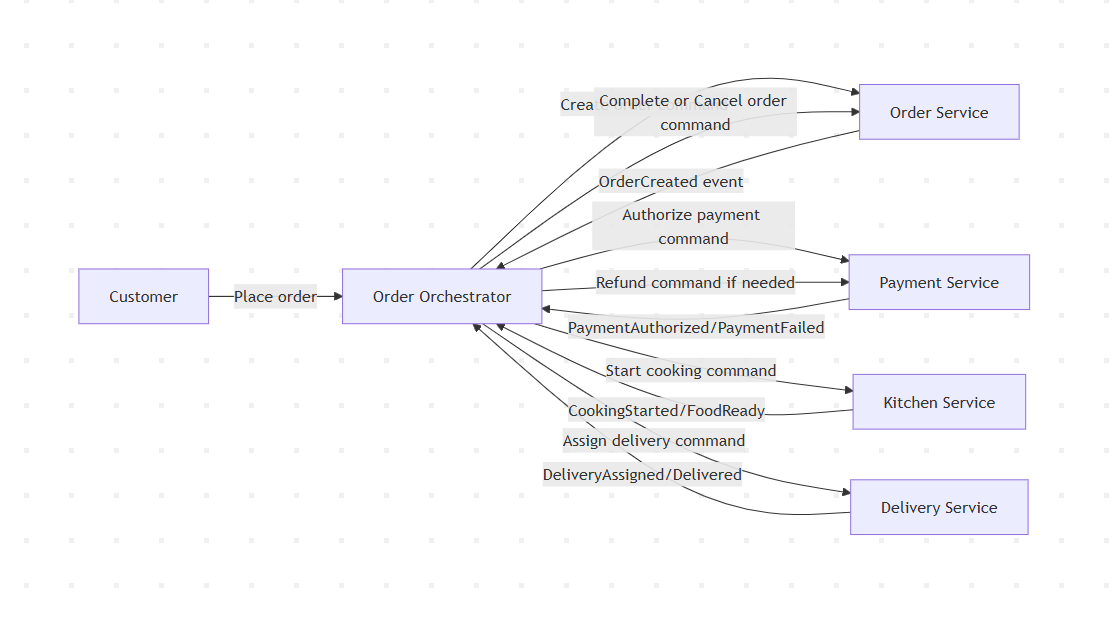 Complete or Cancel order
command
Order Service
OrderCreated event
Authorize payment
command
Customer
Place order
Order Orchestrator
Refund command if needed
Payment Service
PaymentAuthorized/PaymentFailed
Start cooking command
Kitchen Service
CookingStarted/FoodReady
Assign delivery command
DeliveryAssigned/Delivered
Delivery Service